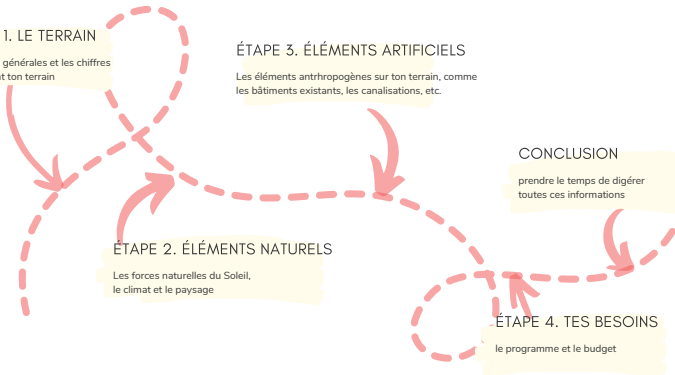 1. LE TERRAIN
générales et les chiffres
t ton terrain
ÉTAPE 2. ÉLÉMENTS NATURELS
Les forces naturelles du Soleil,
le climat et le paysage
ÉTAPE 3. ÉLÉMENTS ARTIFICIELS
Les éléments antrhropogènes sur ton terrain, comme
les bâtiments existants, les canalisations, etc.
ÉTAPE 4. TES BESOINS
le programme et le budget
CONCLUSION
prendre le temps de digérer
toutes ces informations